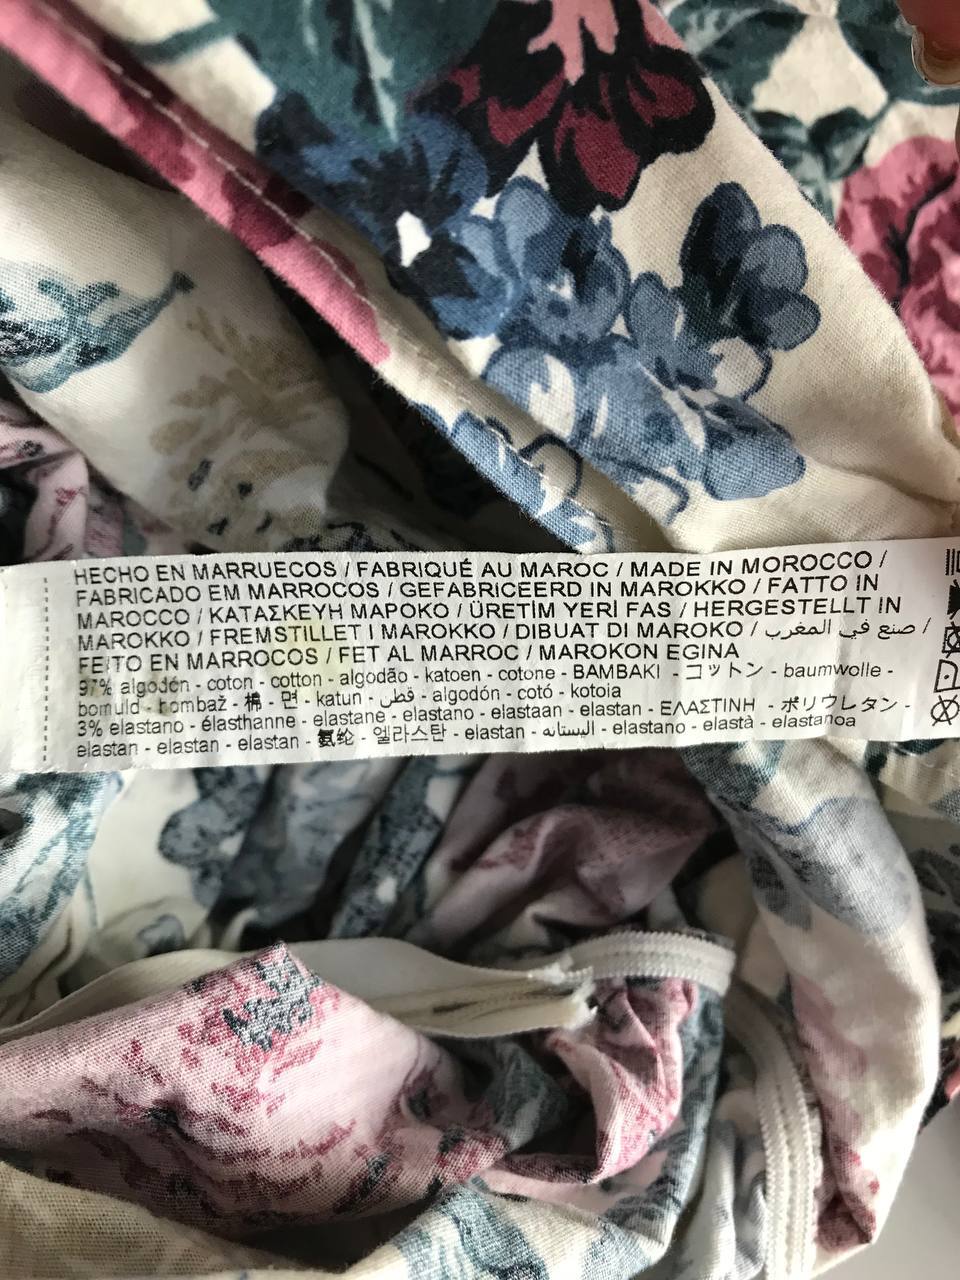 HECHO EN MARRUECOS / FABRIQUÉ AU MAROC / MADE IN MOROCCO /
FABRICADO EM MARROCOS / GEFABRICEERD IN MAROKKO / FATTO IN
MAROCCO / ΚΑΤΑΣΚΕΥΗ ΜΑΡΟΚΟ / ÜRETİM YERİ FAS / HERGESTELLT IN
MAROKKO / FREMSTILLET I MAROKKO / DIBUAT DI MAROKO / صنع في المغرب /
FEITO EN MARROCOS / FET AL MARROC / MAROKON EGINA
97% algodón - coton - cotton - algodão - katoen - cotone - ΒΑΜΒΑΚΙ - コットン - baumwolle -
bomuld - bombaž - 棉 - 면 - katun - قطن - algodón - cotó - kotoia
3% elastano - élasthanne - elastane - elastano - elastaan - elastan - ΕΛΑΣΤΙΝΗ - ポリウレタン -
elastan - elastan - elastan - 氨纶 - 엘라스탄 - elastan - اليستانه - elastano - elastà - elastanoa